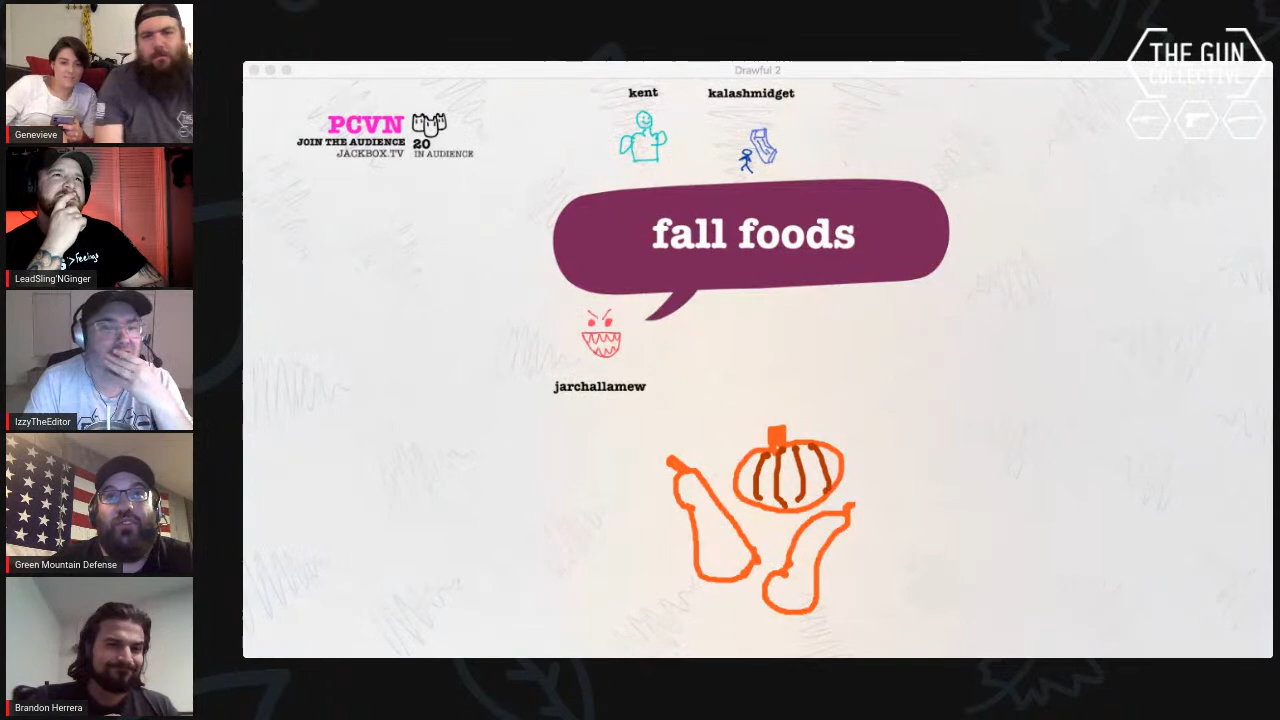 Genevieve
LeadSling'NGinger
IzzyTheEditor
Green Mountain Defense
Brandon Herrera
Drawful 2
THE GUN
COLLECTIVE
PCVN
JOIN THE AUDIENCE
JACKBOX.TV
20
IN AUDIENCE
kent
kalashmidget
fall foods
jarchallamew